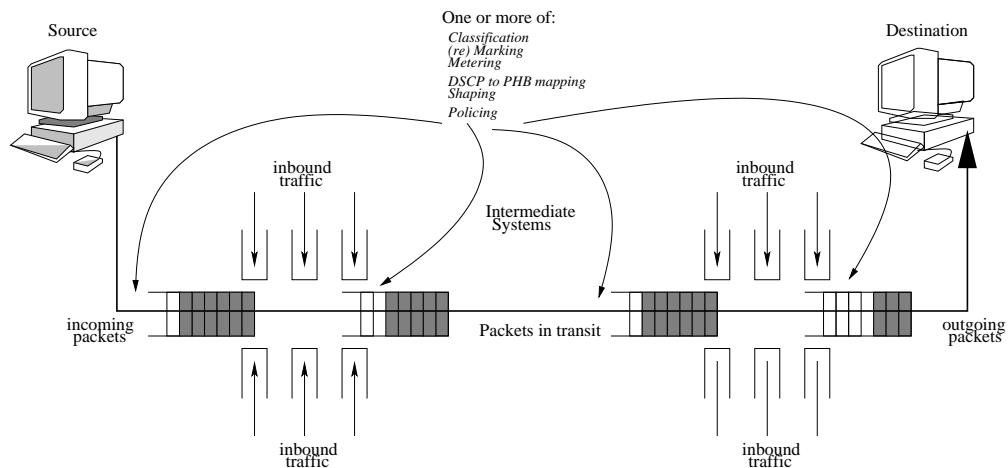 One or more of:
Source
Destination
Classification
(re) Marking
Metering
DSCP to PHB mapping
Shaping
Policing
inbound
traffic
inbound
traffic
Intermediate
Systems
incoming
packets
Packets in transit
outgoing
packets
inbound
traffic
inbound
traffic